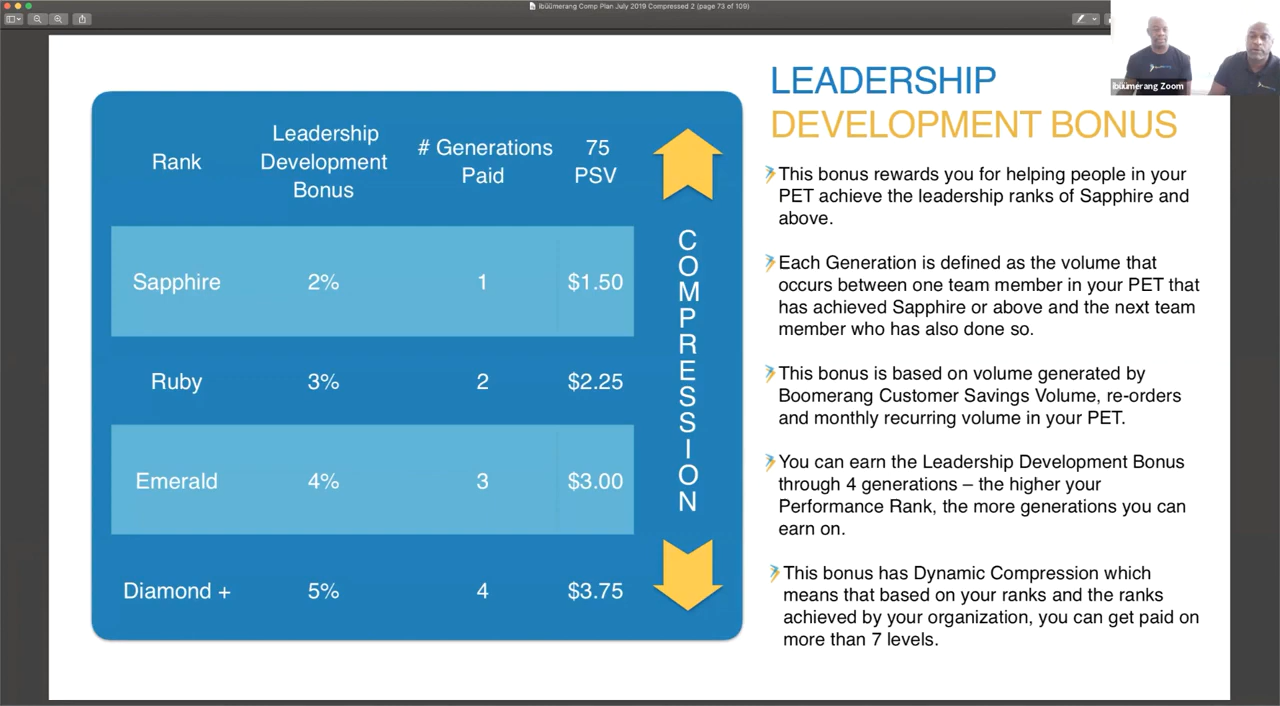 ibüümerang Comp Plan July 2019 Compressed 2 (page 73 of 109)
ibüümerang Zoom
LEADERSHIP
DEVELOPMENT BONUS
Rank
Leadership
Development
Bonus
# Generations
Paid
75
PSV
Sapphire 2% 1 $1.50
Ruby 3% 2 $2.25
Emerald 4% 3 $3.00
Diamond + 5% 4 $3.75
COMPRESSION
This bonus rewards you for helping people in your
PET achieve the leadership ranks of Sapphire and
above.
Each Generation is defined as the volume that
occurs between one team member in your PET that
has achieved Sapphire or above and the next team
member who has also done so.
This bonus is based on volume generated by
Boomerang Customer Savings Volume, re-orders
and monthly recurring volume in your PET.
You can earn the Leadership Development Bonus
through 4 generations – the higher your
Performance Rank, the more generations you can
earn on.
This bonus has Dynamic Compression which
means that based on your ranks and the ranks
achieved by your organization, you can get paid on
more than 7 levels.